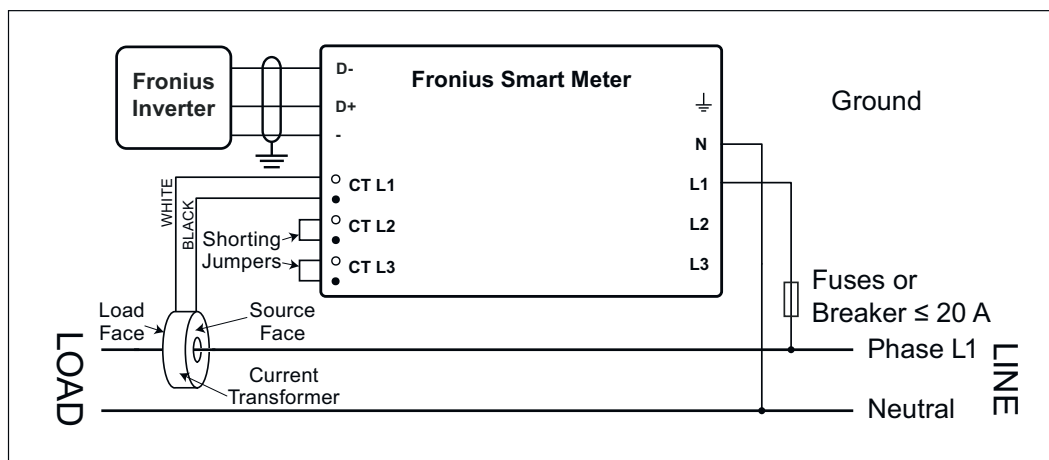 Fronius
Inverter
D-
D+
-
Fronius Smart Meter
Ground
N
L1
L2
L3
WHITE
BLACK
CT L1
CT L2
CT L3
Shorting
Jumpers
Load
Face
Source
Face
Current
Transformer
Fuses or
Breaker ≤ 20 A
LOAD
Phase L1
LINE
Neutral